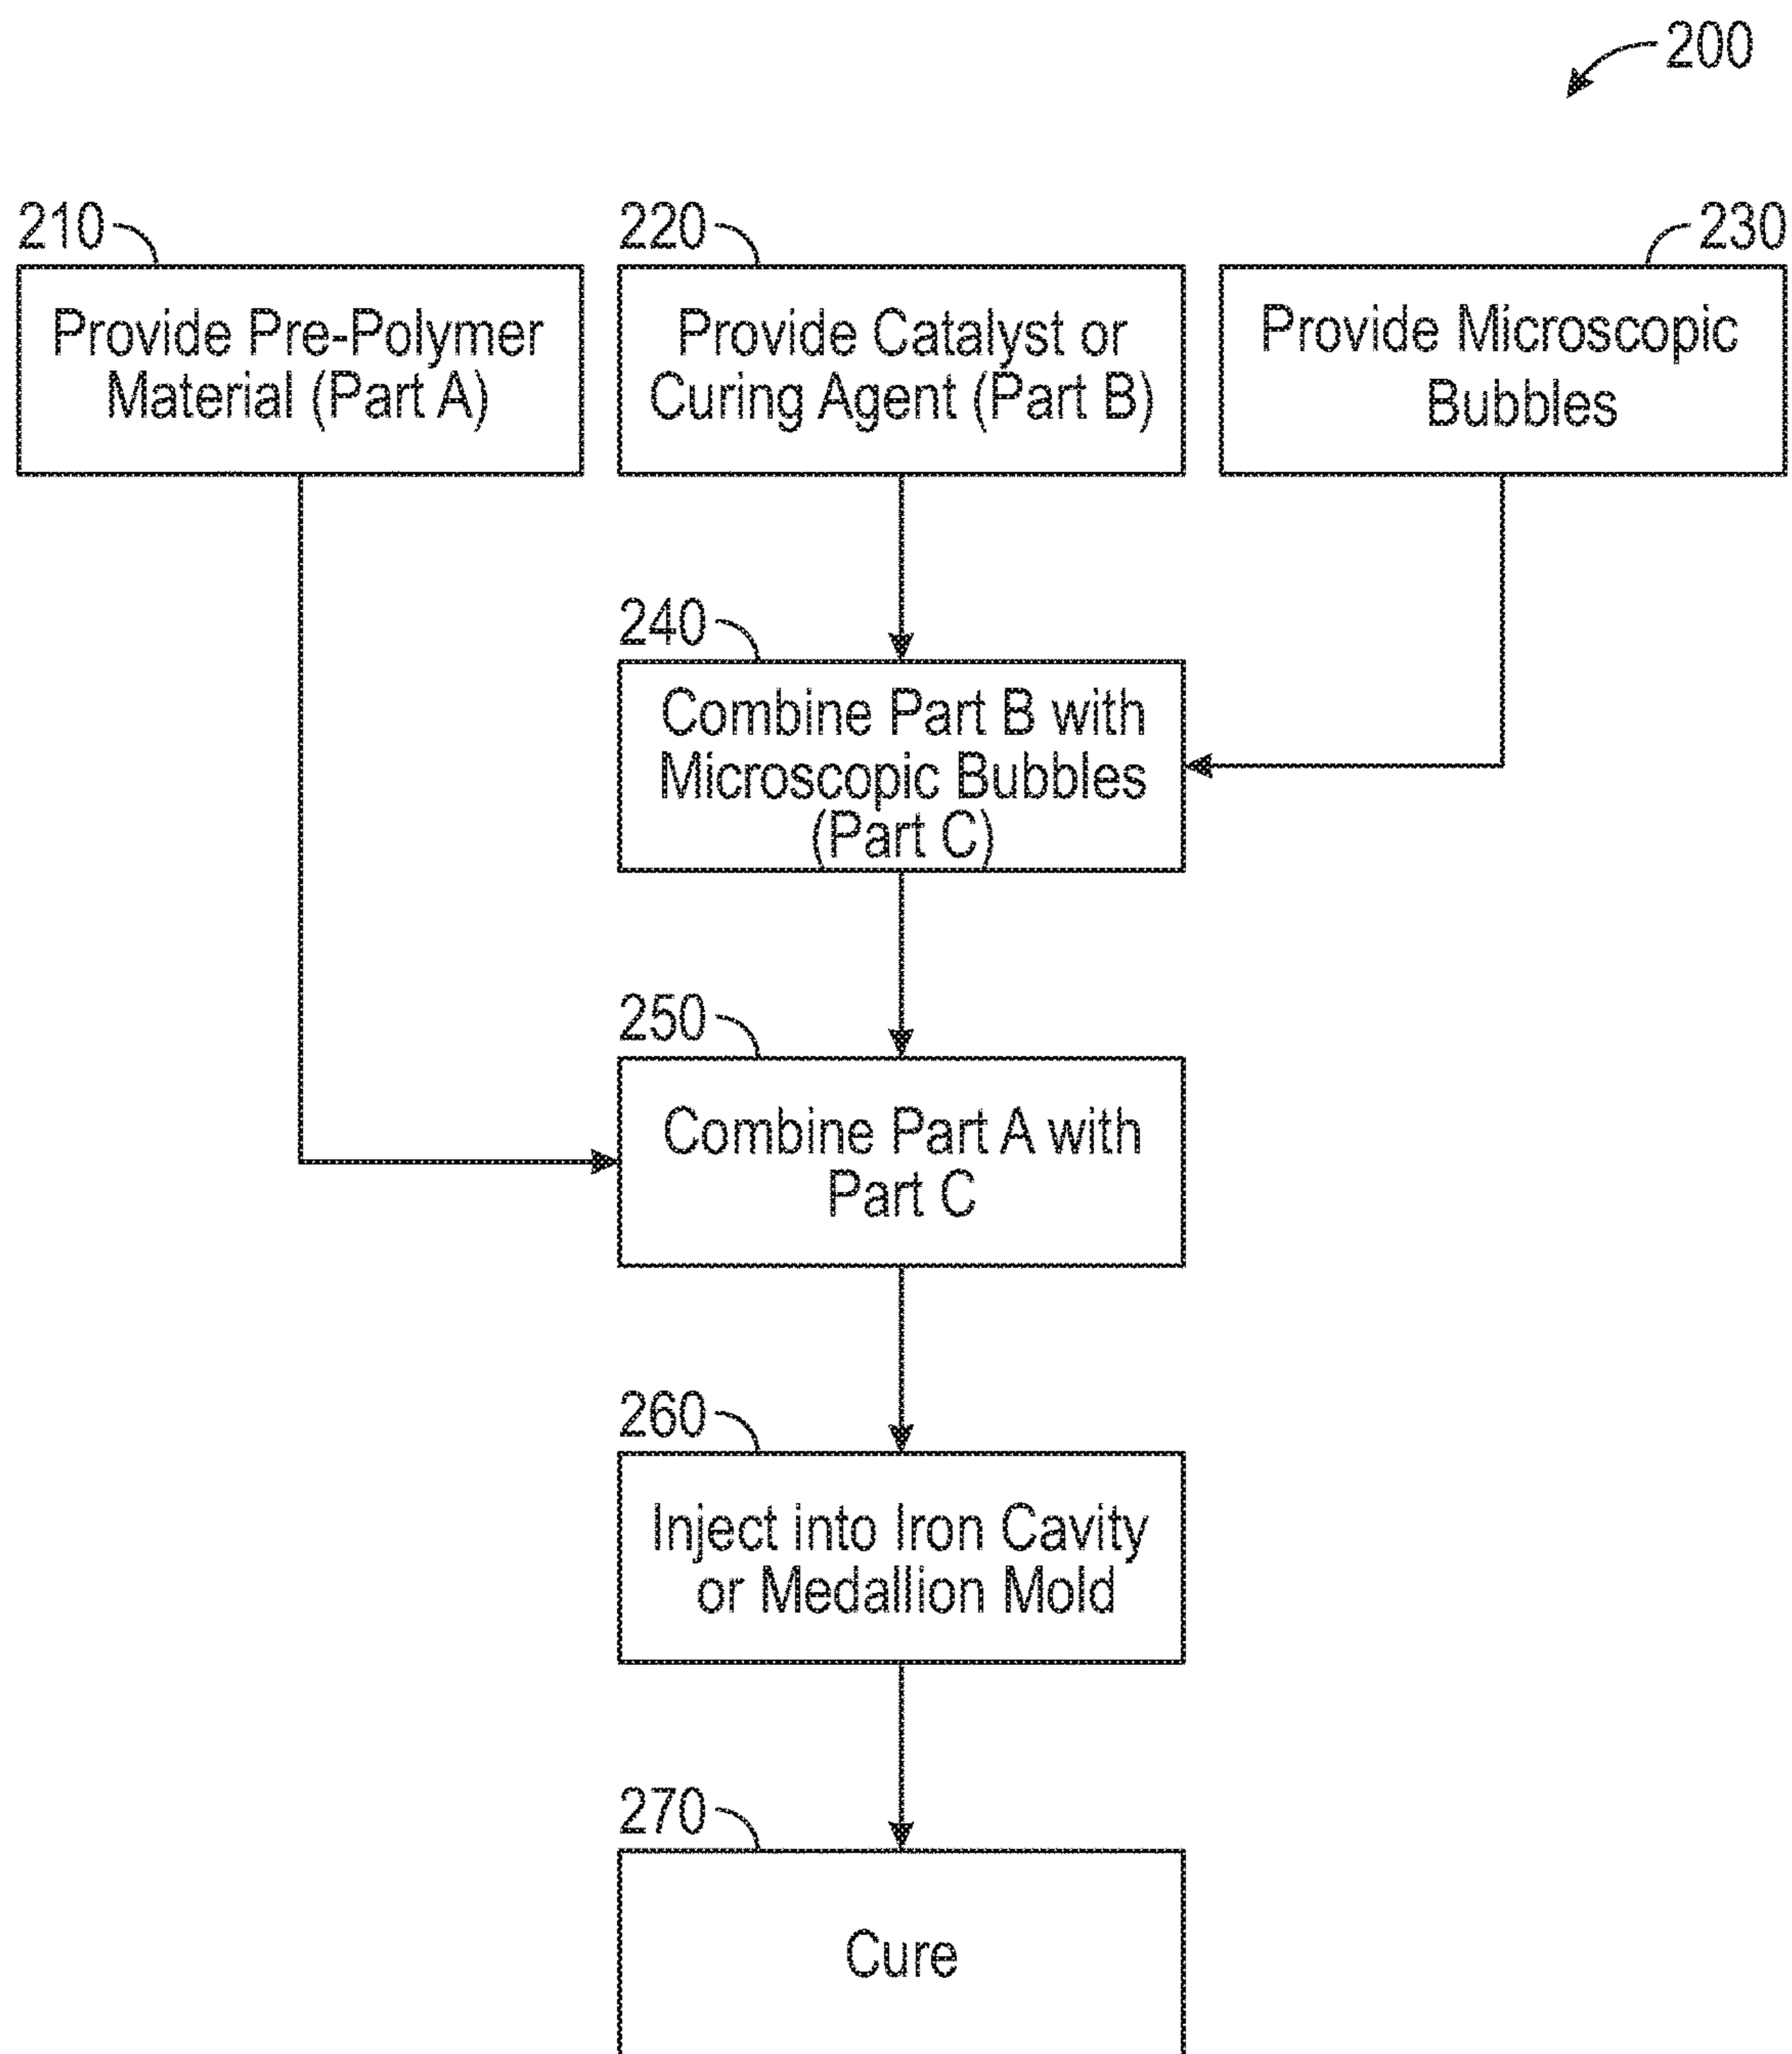 200
210
Provide Pre-Polymer
Material (Part A)
220
Provide Catalyst or
Curing Agent (Part B)
230
Provide Microscopic
Bubbles
240
Combine Part B with
Microscopic Bubbles
(Part C)
250
Combine Part A with
Part C
260
Inject into Iron Cavity
or Medallion Mold
270
Cure